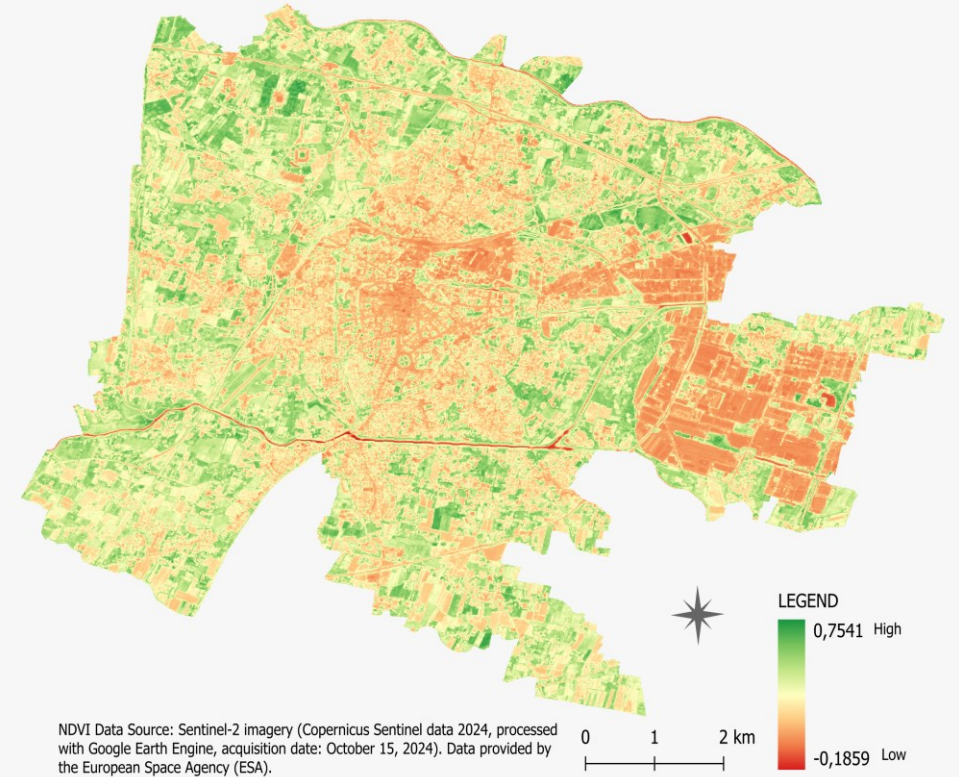 LEGEND
0,7541 High
-0,1859 Low
NDVI Data Source: Sentinel-2 imagery (Copernicus Sentinel data 2024, processed
with Google Earth Engine, acquisition date: October 15, 2024). Data provided by
the European Space Agency (ESA).
0 1 2 km